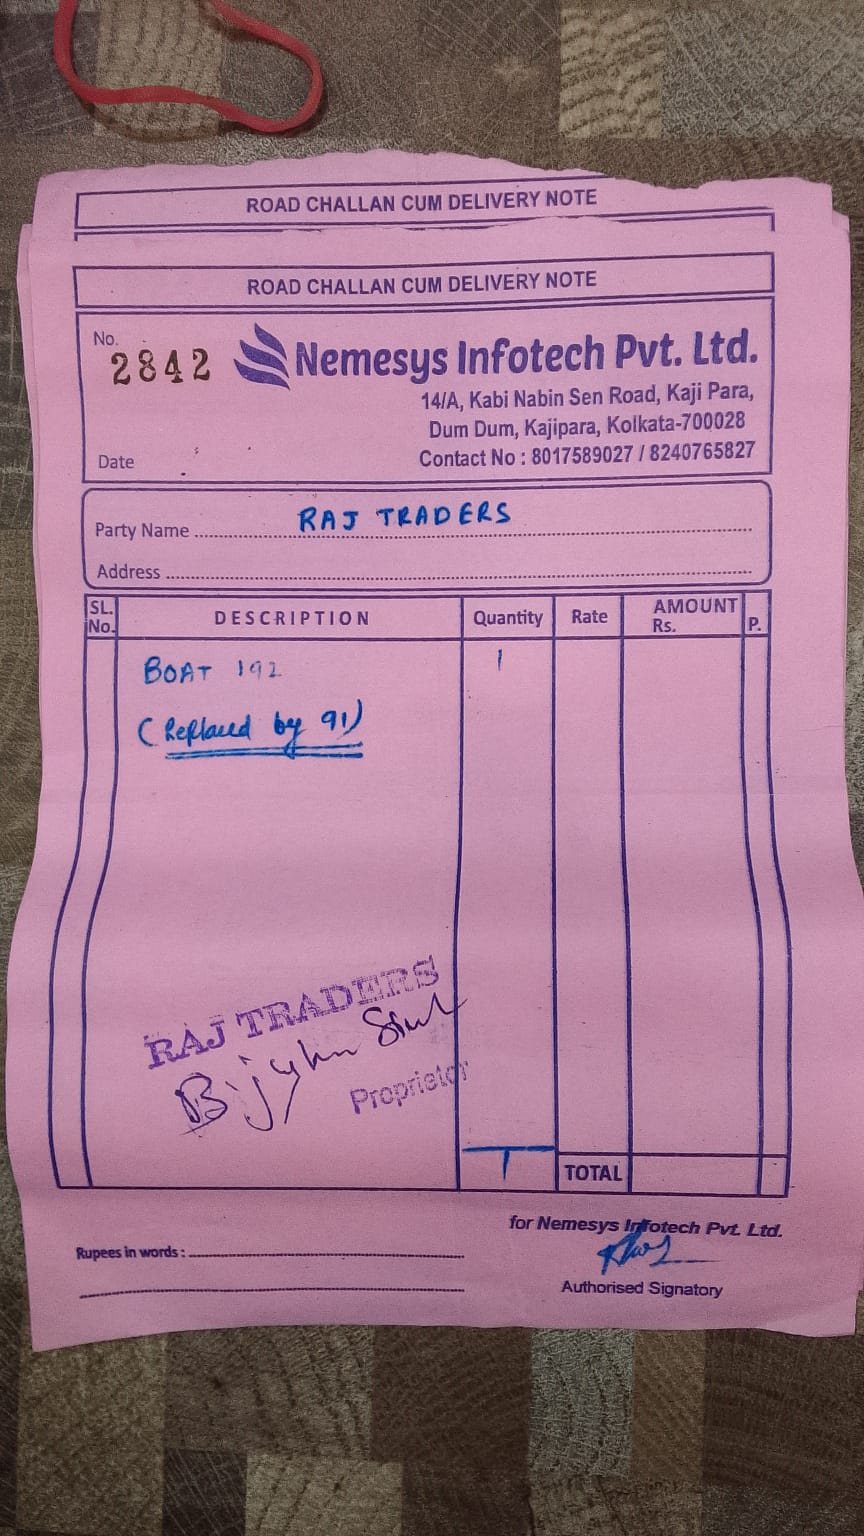 ROAD CHALLAN CUM DELIVERY NOTE
ROAD CHALLAN CUM DELIVERY NOTE
No.
2842
Nemesys Infotech Pvt. Ltd.
14/A, Kabi Nabin Sen Road, Kaji Para,
Dum Dum, Kajipara, Kolkata-700028
Contact No : 8017589027 / 8240765827
Date
Party Name RAJ TRADERS
Address
SL. No. DESCRIPTION Quantity Rate AMOUNT Rs. P.
BOAT 192 1
(Replaced by 91)
RAJ TRADERS
Proprietor
1 TOTAL
for Nemesys Infotech Pvt. Ltd.
Rupees in words :
Authorised Signatory